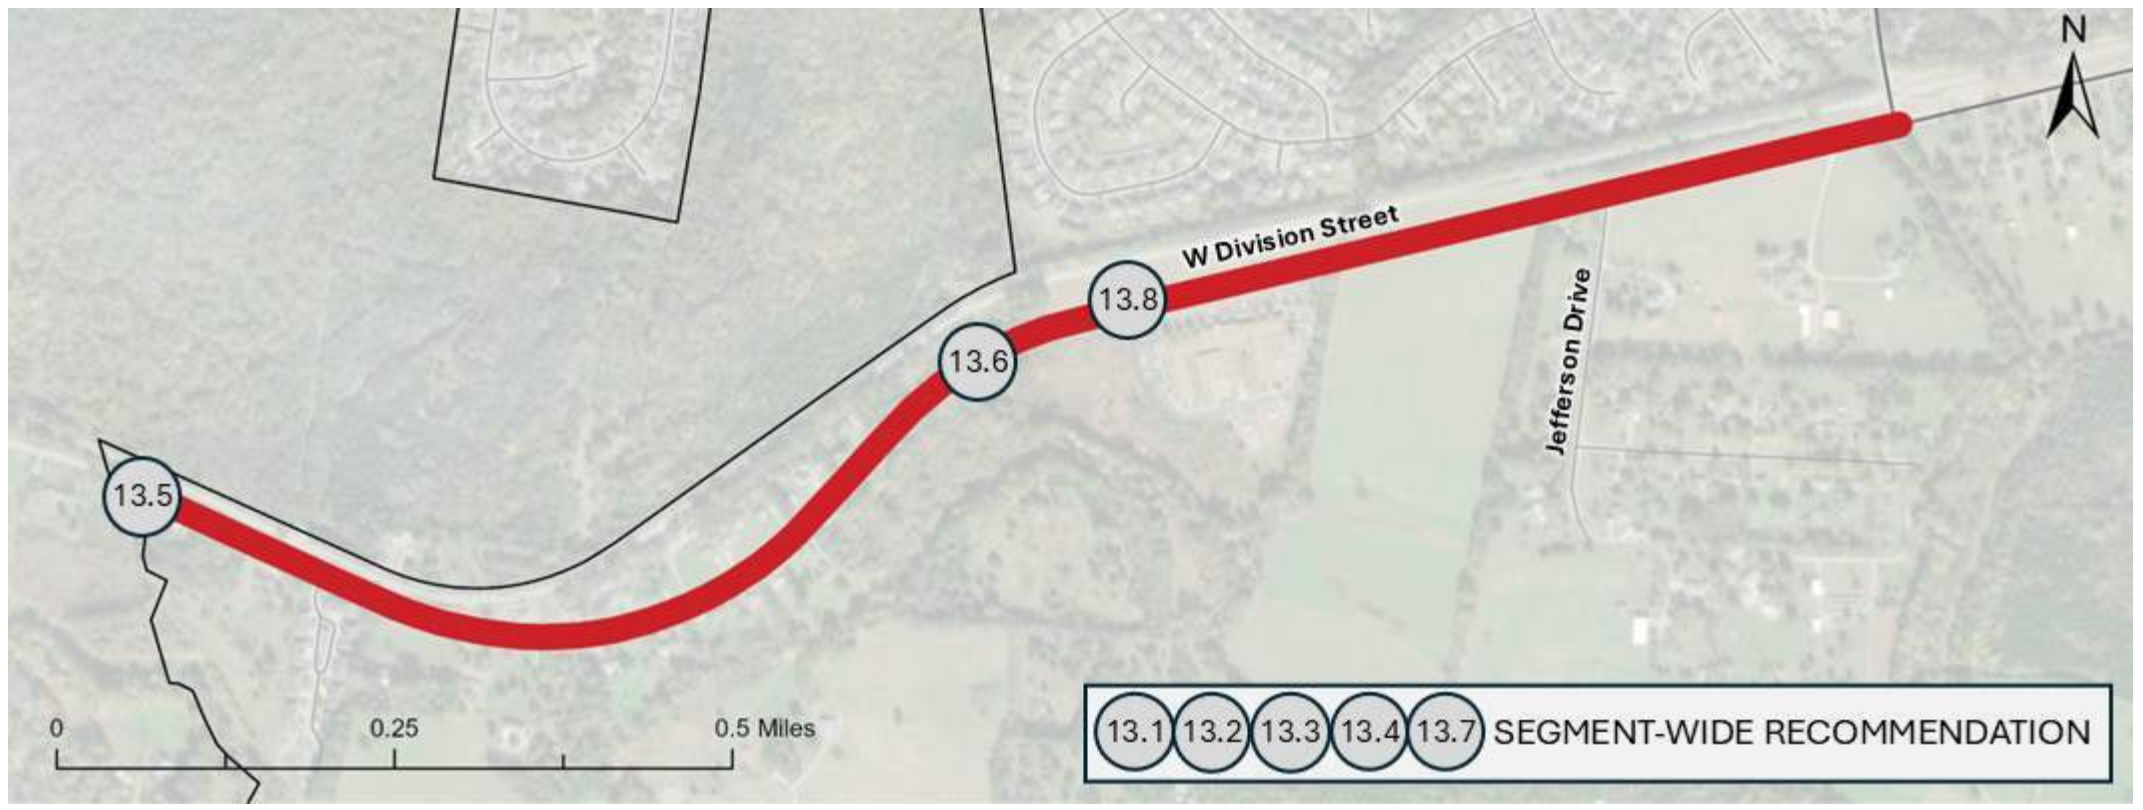 N
W Division Street
13.8
13.6
Jefferson Drive
13.5
0 0.25 0.5 Miles
13.1 13.2 13.3 13.4 13.7 SEGMENT-WIDE RECOMMENDATION